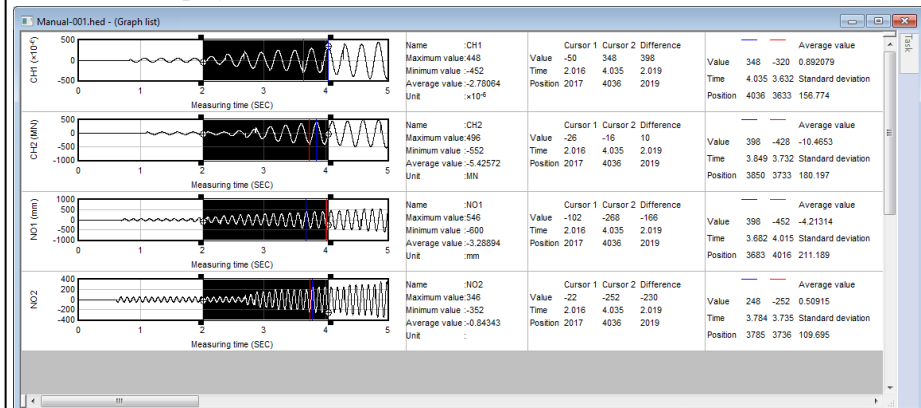 Manual-001.hed - (Graph list)
Task
CH1 (×10⁻⁶)
500
0
-500
0 1 2 3 4 5
Measuring time (SEC)
Name :CH1
Maximum value:448
Minimum value :-452
Average value :-2.78064
Unit :×10⁻⁶
Cursor 1 Cursor 2 Difference
Value -50 348 398
Time 2.016 4.035 2.019
Position 2017 4036 2019
Average value
Value 348 -320 0.892079
Time 4.035 3.632 Standard deviation
Position 4036 3633 156.774
CH2 (MN)
500
0
-500
-1000
0 1 2 3 4 5
Measuring time (SEC)
Name :CH2
Maximum value:496
Minimum value :-552
Average value :-5.42572
Unit :MN
Cursor 1 Cursor 2 Difference
Value -26 -16 10
Time 2.016 4.035 2.019
Position 2017 4036 2019
Average value
Value 398 -428 -10.4653
Time 3.849 3.732 Standard deviation
Position 3850 3733 180.197
NO1 (mm)
1000
500
0
-500
-1000
0 1 2 3 4 5
Measuring time (SEC)
Name :NO1
Maximum value:546
Minimum value :-600
Average value :-3.28894
Unit :mm
Cursor 1 Cursor 2 Difference
Value -102 -268 -166
Time 2.016 4.035 2.019
Position 2017 4036 2019
Average value
Value 398 -452 -4.21314
Time 3.682 4.015 Standard deviation
Position 3683 4016 211.189
NO2
400
200
0
-200
-400
0 1 2 3 4 5
Measuring time (SEC)
Name :NO2
Maximum value:346
Minimum value :-352
Average value :-0.84343
Unit :
Cursor 1 Cursor 2 Difference
Value -22 -252 -230
Time 2.016 4.035 2.019
Position 2017 4036 2019
Average value
Value 248 -252 0.50915
Time 3.784 3.735 Standard deviation
Position 3785 3736 109.695